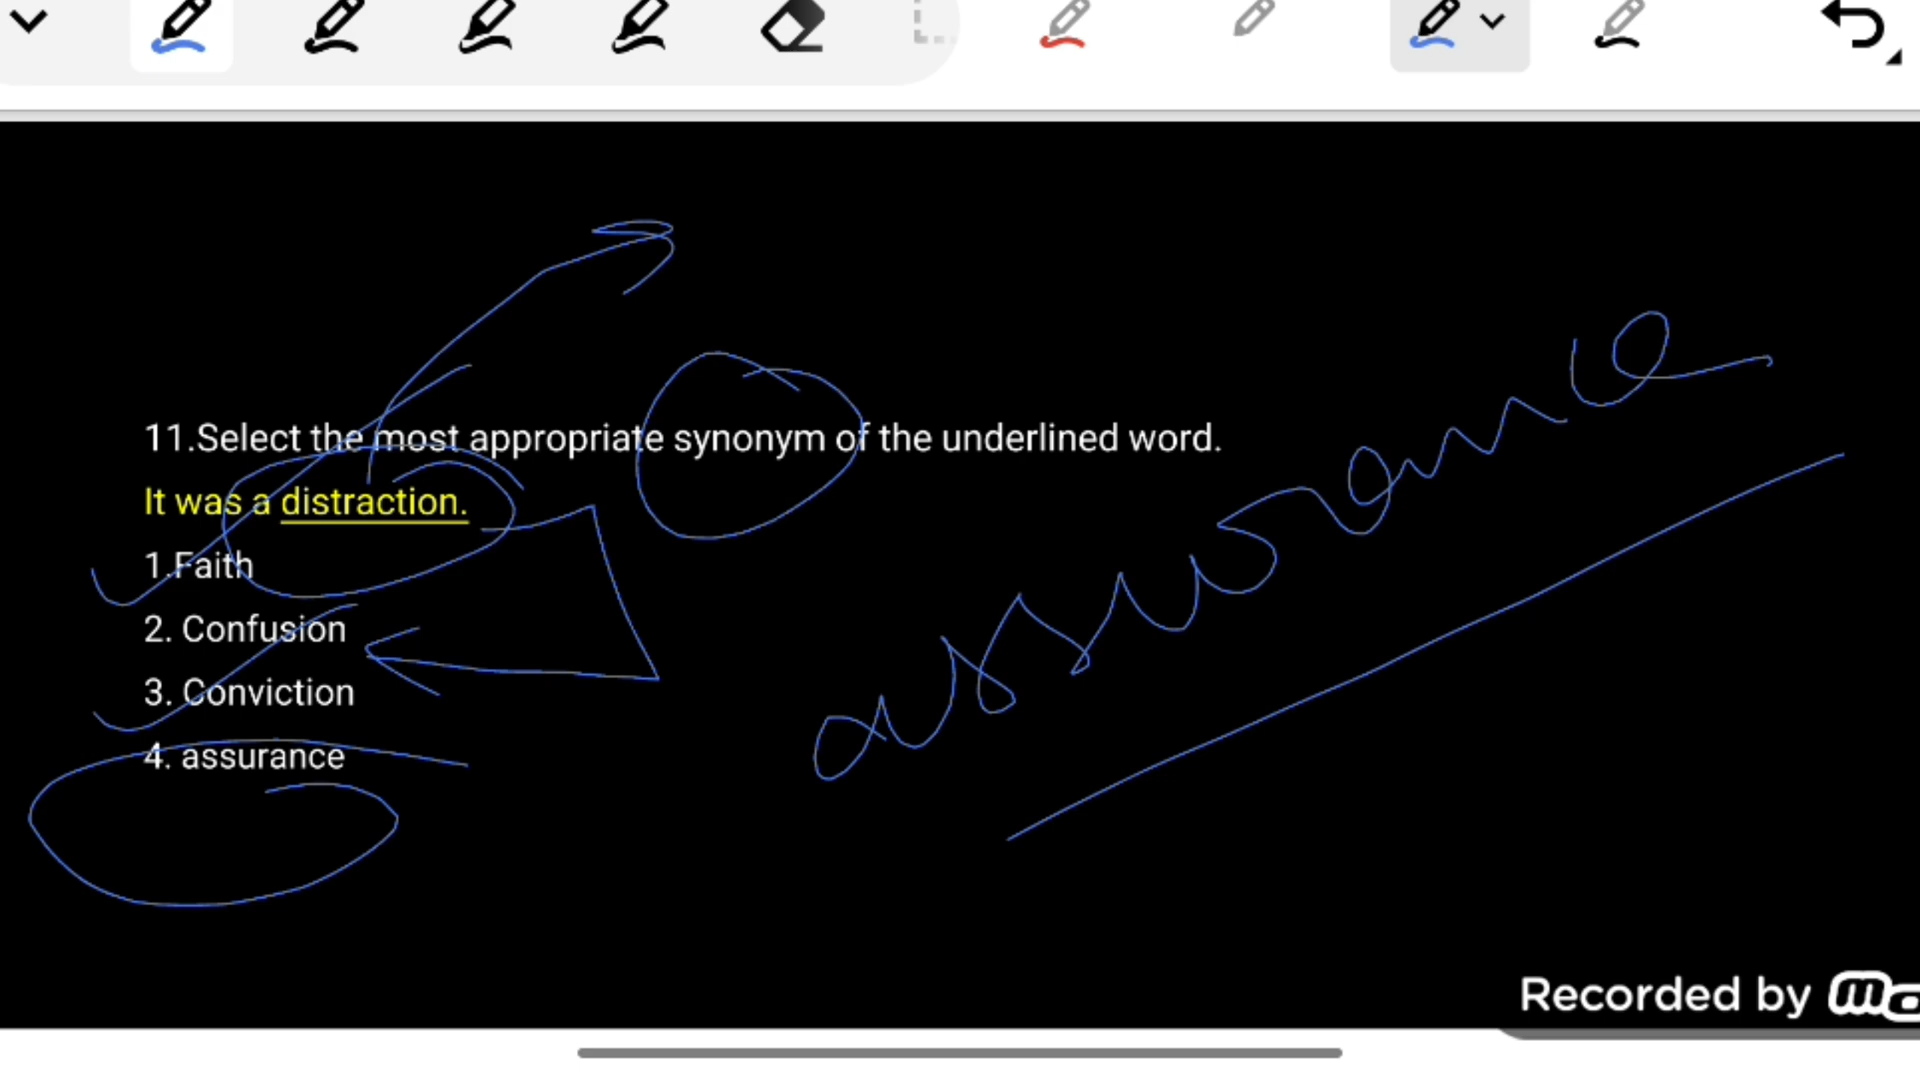 11.Select the most appropriate synonym of the underlined word.
It was a distraction.
1.Faith
2. Confusion
3. Conviction
4. assurance
assurance
Recorded by